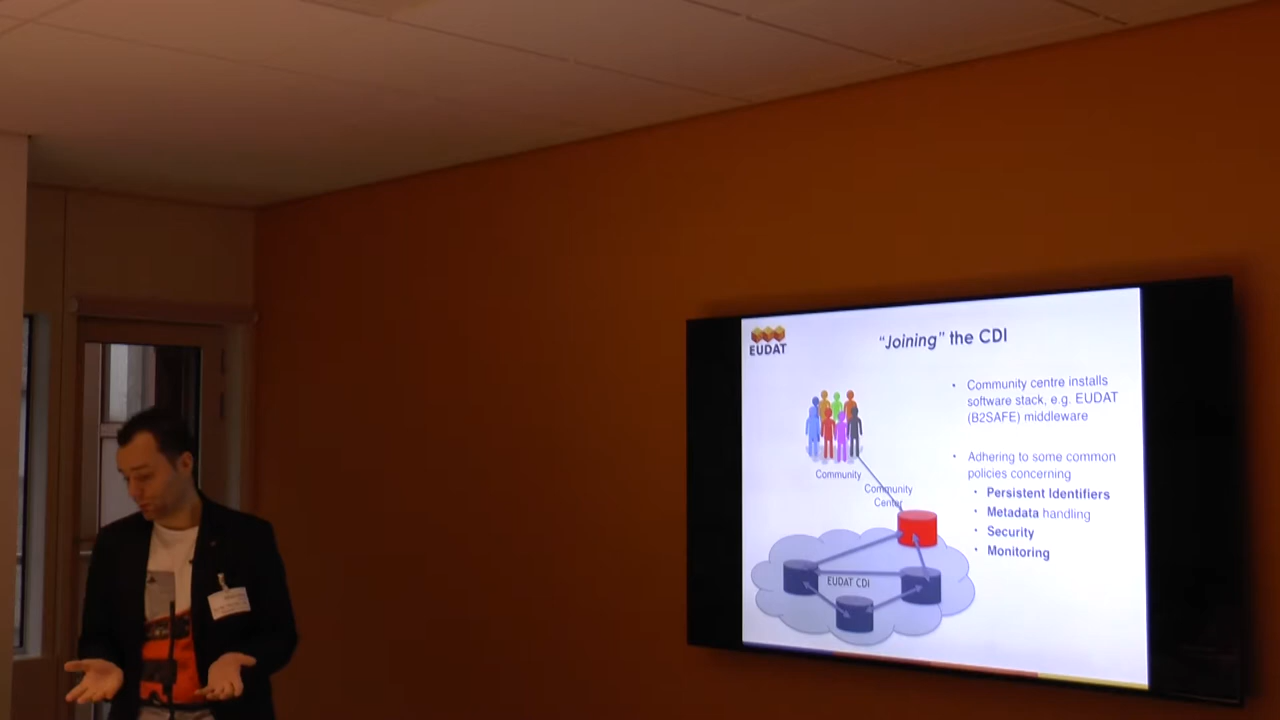 EUDAT
"Joining" the CDI
• Community centre installs
software stack, e.g. EUDAT
(B2SAFE) middleware
• Adhering to some common
policies concerning
• Persistent Identifiers
• Metadata handling
• Security
• Monitoring
Community
Community
Center
EUDAT CDI